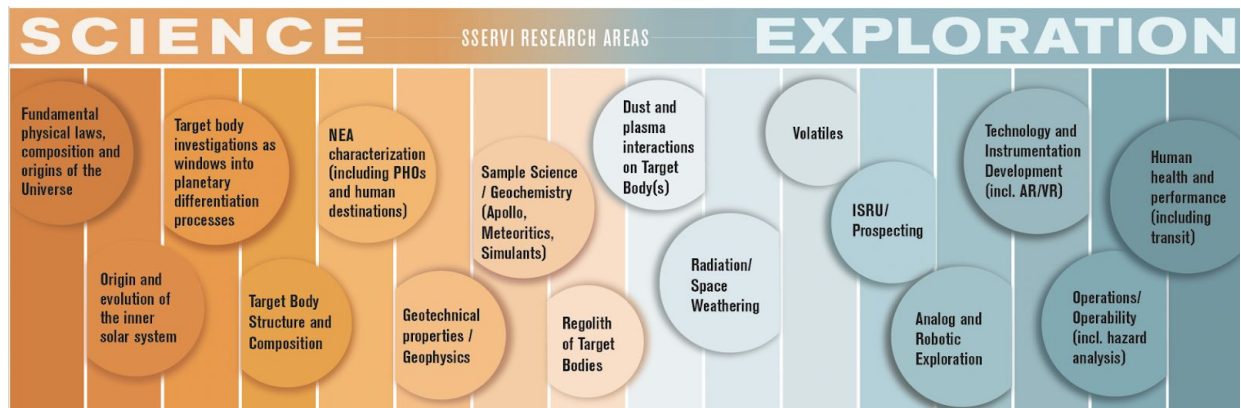 SCIENCE
SSERVI RESEARCH AREAS
EXPLORATION
Fundamental
physical laws,
composition and
origins of the
Universe
Origin and
evolution of
the inner
solar system
Target body
investigations as
windows into
planetary
differentiation
processes
Target Body
Structure and
Composition
NEA
characterization
(including PHOs
and human
destinations)
Geotechnical
properties /
Geophysics
Sample Science
/ Geochemistry
(Apollo,
Meteoritics,
Simulants)
Regolith
of Target
Bodies
Dust and
plasma
interactions
on Target
Body(s)
Radiation/
Space
Weathering
Volatiles
ISRU/
Prospecting
Analog and
Robotic
Exploration
Technology and
Instrumentation
Development
(incl. AR/VR)
Operations/
Operability
(incl. hazard
analysis)
Human
health and
performance
(including
transit)